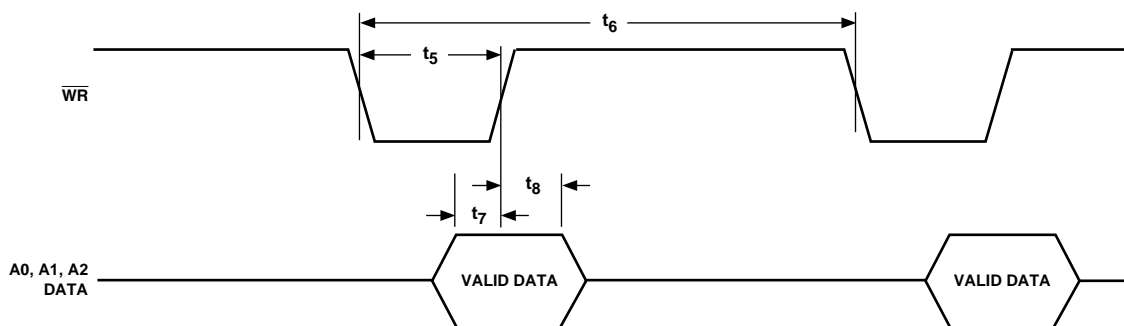 t6
t5
WR
t8
t7
A0, A1, A2
DATA
VALID DATA
VALID DATA